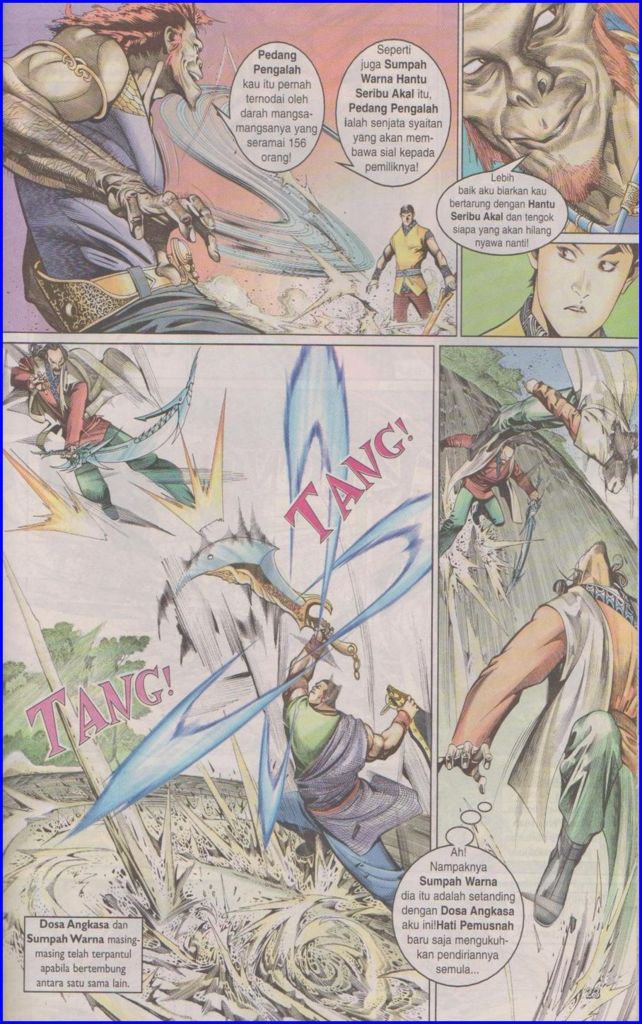 Pedang
Pengalah
kau itu pernah
ternodai oleh
darah mangsa-
mangsanya yang
seramai 156
orang!
Seperti
juga Sumpah
Warna Hantu
Seribu Akal itu,
Pedang Pengalah
ialah senjata syaitan
yang akan mem-
bawa sial kepada
pemiliknya!
Lebih
baik aku biarkan kau
bertarung dengan Hantu
Seribu Akal dan tengok
siapa yang akan hilang
nyawa nanti!
TANG!
TANG!
Dosa Angkasa dan
Sumpah Warna masing-
masing telah terpantul
apabila bertembung
antara satu sama lain.
Ah!
Nampaknya
Sumpah Warna
dia itu adalah setanding
dengan Dosa Angkasa
aku ini!Hati Pemusnah
baru saja mengukuh-
kan pendiriannya
semula...
23